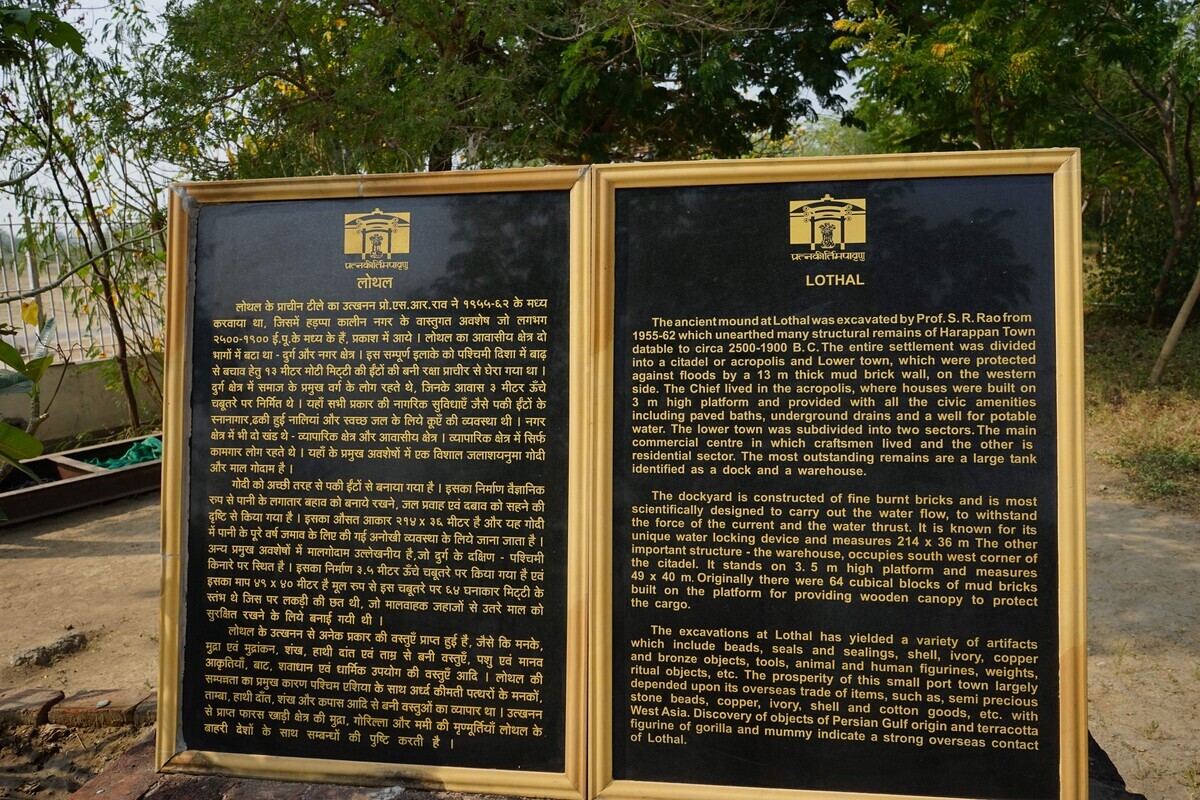 प्रत्नकीर्तिमपावृणु
लोथल
लोथल के प्राचीन टीले का उत्खनन प्रो.एस.आर.राव ने १९५५-६२ के मध्य
करवाया था, जिसमें हड़प्पा कालीन नगर के वास्तुगत अवशेष जो लगभग
२५००-१९०० ई.पू.के मध्य के हैं, प्रकाश में आये । लोथल का आवासीय क्षेत्र दो
भागों में बटा था - दुर्ग और नगर क्षेत्र । इस सम्पूर्ण इलाके को पश्चिमी दिशा में बाढ़
से बचाव हेतु १३ मीटर मोटी मिट्टी की ईंटों की बनी रक्षा प्राचीर से घेरा गया था ।
दुर्ग क्षेत्र में समाज के प्रमुख वर्ग के लोग रहते थे, जिनके आवास ३ मीटर ऊँचे
चबूतरे पर निर्मित थे । यहाँ सभी प्रकार की नागरिक सुविधाएँ जैसे पकी ईंटों के
स्नानागार,ढकी हुई नालियां और स्वच्छ जल के लिये कूएँ की व्यवस्था थी । नगर
क्षेत्र में भी दो खंड थे - व्यापारिक क्षेत्र और आवासीय क्षेत्र । व्यापारिक क्षेत्र में सिर्फ
कामगार लोग रहते थे । यहाँ के प्रमुख अवशेषों में एक विशाल जलाशयनुमा गोदी
और माल गोदाम है ।
गोदी को अच्छी तरह से पकी ईंटों से बनाया गया है । इसका निर्माण वैज्ञानिक
रुप से पानी के लगातार बहाव को बनाये रखने, जल प्रवाह एवं दबाव को सहने की
दृष्टि से किया गया है । इसका औसत आकार २१४ x ३६ मीटर है और यह गोदी
में पानी के पूरे वर्ष जमाव के लिए की गई अनोखी व्यवस्था के लिये जाना जाता है ।
अन्य प्रमुख अवशेषों में मालगोदाम उल्लेखनीय है,जो दुर्ग के दक्षिण - पश्चिमी
किनारे पर स्थित है । इसका निर्माण ३.५ मीटर ऊँचे चबूतरे पर किया गया है एवं
इसका माप ४९ x ४० मीटर है मूल रुप से इस चबूतरे पर ६४ घनाकार मिट्टी के
स्तंभ थे जिस पर लकड़ी की छत थी, जो मालवाहक जहाजों से उतरे माल को
सुरक्षित रखने के लिये बनाई गयी थी ।
लोथल के उत्खनन से अनेक प्रकार की वस्तुएँ प्राप्त हुई है, जैसे कि मनके,
मुद्रा एवं मुद्रांकन, शंख, हाथी दांत एवं ताम्र से बनी वस्तुएँ, पशु एवं मानव
आकृतियाँ, बाट, शवाधान एवं धार्मिक उपयोग की वस्तुएँ आदि । लोथल की
सम्पन्नता का प्रमुख कारण पश्चिम एशिया के साथ अर्ध्द कीमती पत्थरों के मनकों,
ताम्बा, हाथी दाँत, शंख और कपास आदि से बनी वस्तुओं का व्यापार था । उत्खनन
से प्राप्त फारस खाड़ी क्षेत्र की मुद्रा, गोरिल्ला और ममी की मृण्मूर्तियाँ लोथल के
बाहरी देशों के साथ सम्बन्धों की पुष्टि करती है ।
प्रत्नकीर्तिमपावृणु
LOTHAL
The ancient mound at Lothal was excavated by Prof. S. R. Rao from
1955-62 which unearthed many structural remains of Harappan Town
datable to circa 2500-1900 B.C. The entire settlement was divided
into a citadel or acropolis and Lower town, which were protected
against floods by a 13 m thick mud brick wall, on the western
side. The Chief lived in the acropolis, where houses were built on
3 m high platform and provided with all the civic amenities
including paved baths, underground drains and a well for potable
water. The lower town was subdivided into two sectors. The main
commercial centre in which craftsmen lived and the other is
residential sector. The most outstanding remains are a large tank
identified as a dock and a warehouse.
The dockyard is constructed of fine burnt bricks and is most
scientifically designed to carry out the water flow, to withstand
the force of the current and the water thrust. It is known for its
unique water locking device and measures 214 x 36 m The other
important structure - the warehouse, occupies south west corner of
the citadel. It stands on 3. 5 m high platform and measures
49 x 40 m. Originally there were 64 cubical blocks of mud bricks
built on the platform for providing wooden canopy to protect
the cargo.
The excavations at Lothal has yielded a variety of artifacts
which include beads, seals and sealings, shell, ivory, copper
and bronze objects, tools, animal and human figurines, weights,
ritual objects, etc. The prosperity of this small port town largely
depended upon its overseas trade of items, such as, semi precious
stone beads, copper, ivory, shell and cotton goods, etc. with
West Asia. Discovery of objects of Persian Gulf origin and terracotta
figurine of gorilla and mummy indicate a strong overseas contact
of Lothal.